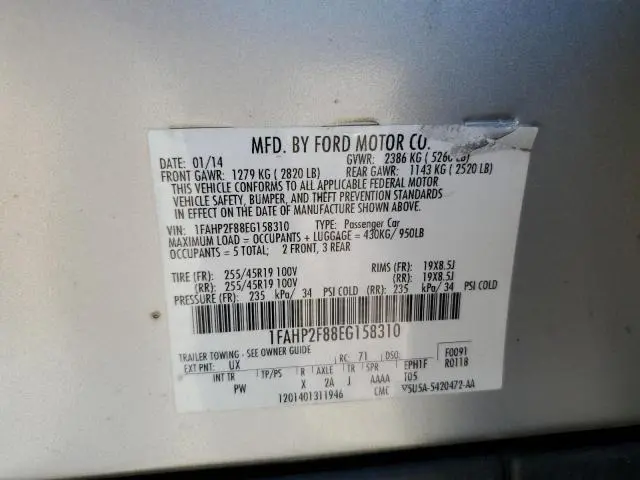 MFD. BY FORD MOTOR CO.
DATE: 01/14 GVWR: 2386 KG ( 5260 LB)
FRONT GAWR: 1279 KG ( 2820 LB) REAR GAWR: 1143 KG ( 2520 LB)
THIS VEHICLE CONFORMS TO ALL APPLICABLE FEDERAL MOTOR
VEHICLE SAFETY, BUMPER, AND THEFT PREVENTION STANDARDS
IN EFFECT ON THE DATE OF MANUFACTURE SHOWN ABOVE.
VIN: 1FAHP2F88EG158310 TYPE: Passenger Car
MAXIMUM LOAD = OCCUPANTS + LUGGAGE = 430KG/ 950LB
OCCUPANTS = 5 TOTAL; 2 FRONT, 3 REAR
TIRE (FR): 255/45R19 100V RIMS (FR): 19X8.5J
(RR): 255/45R19 100V (RR): 19X8.5J
PRESSURE (FR): 235 kPa/ 34 PSI COLD (RR): 235 kPa/ 34 PSI COLD
1FAHP2F88EG158310
TRAILER TOWING - SEE OWNER GUIDE
EXT PNT: UX RC: 71 DSO: F0091
INT TR TP/PS R AXLE TR SPR EPH1F R0118
PW X 2A J AAAA T05
1201401311946 CMC 5U5A-5420472-AA